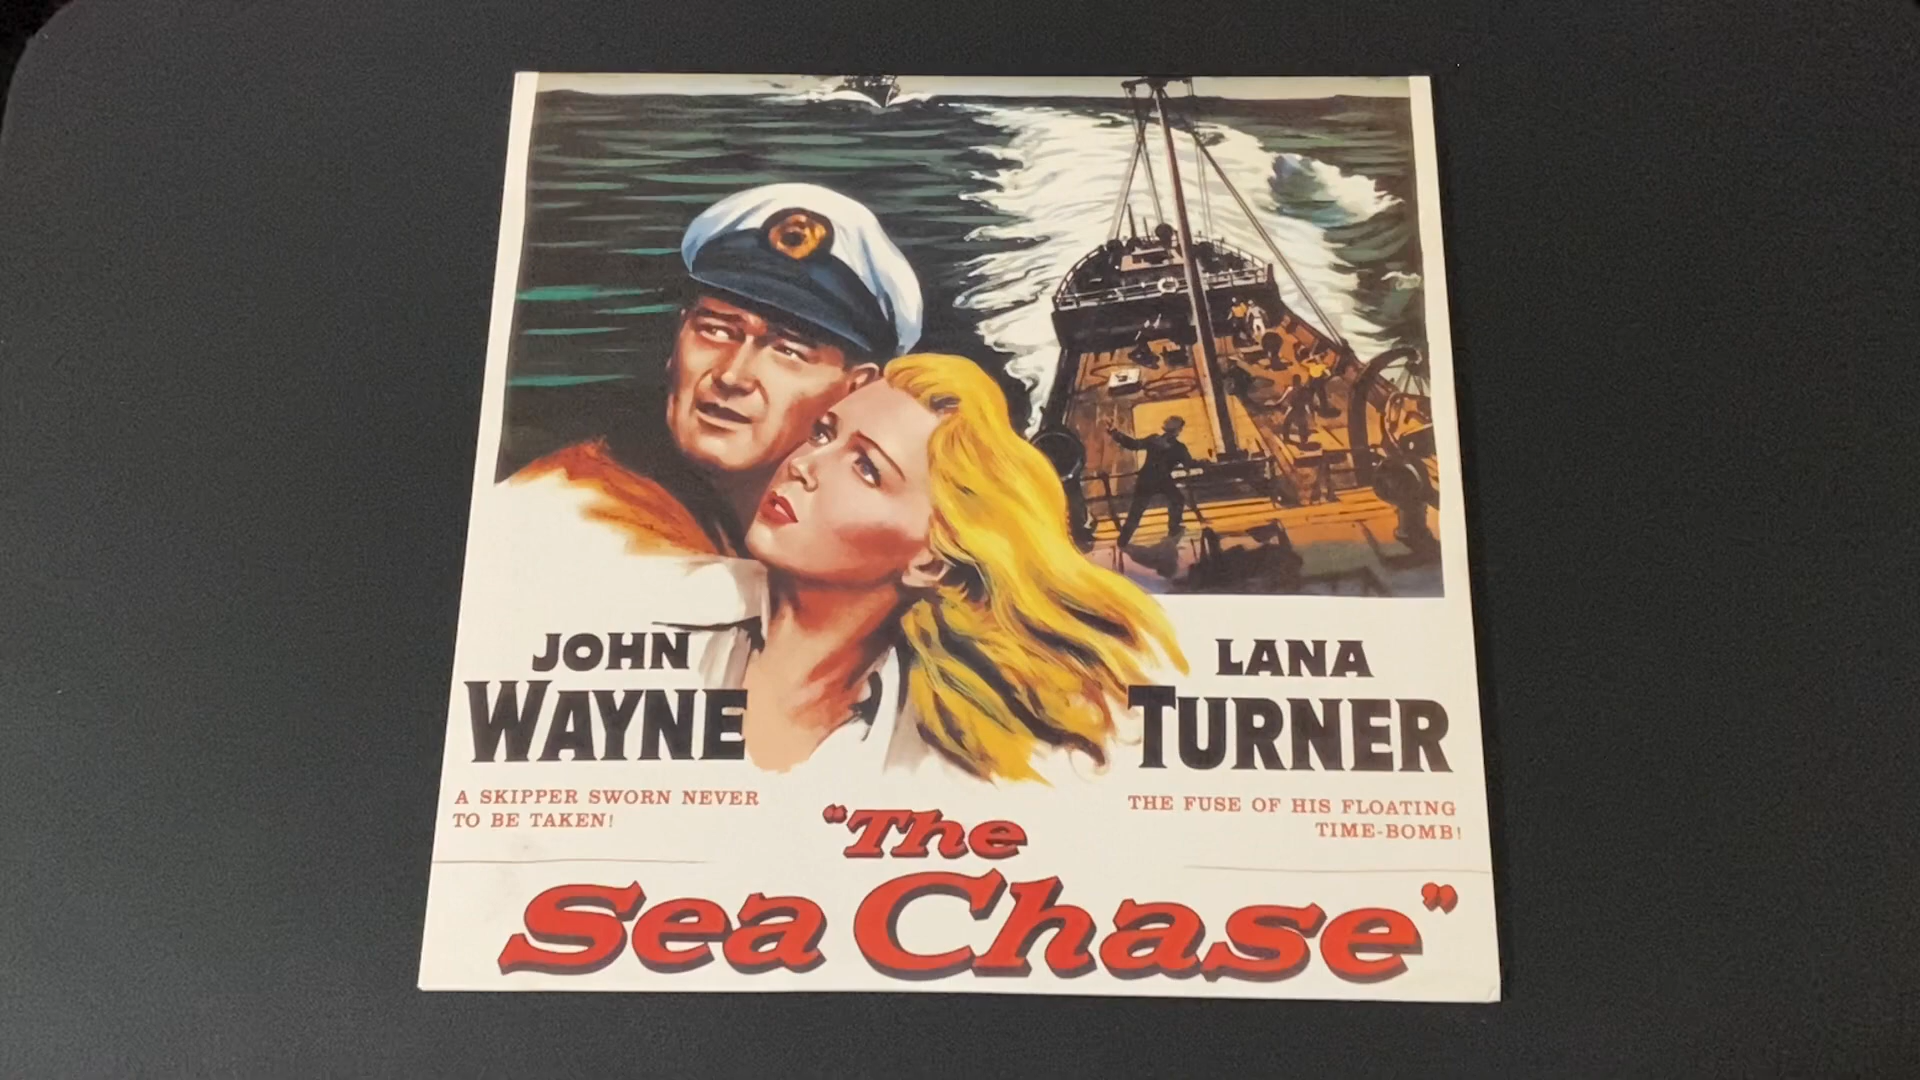 JOHN
WAYNE
LANA
TURNER
A SKIPPER SWORN NEVER
TO BE TAKEN!
THE FUSE OF HIS FLOATING
TIME-BOMB!
"The
Sea Chase"